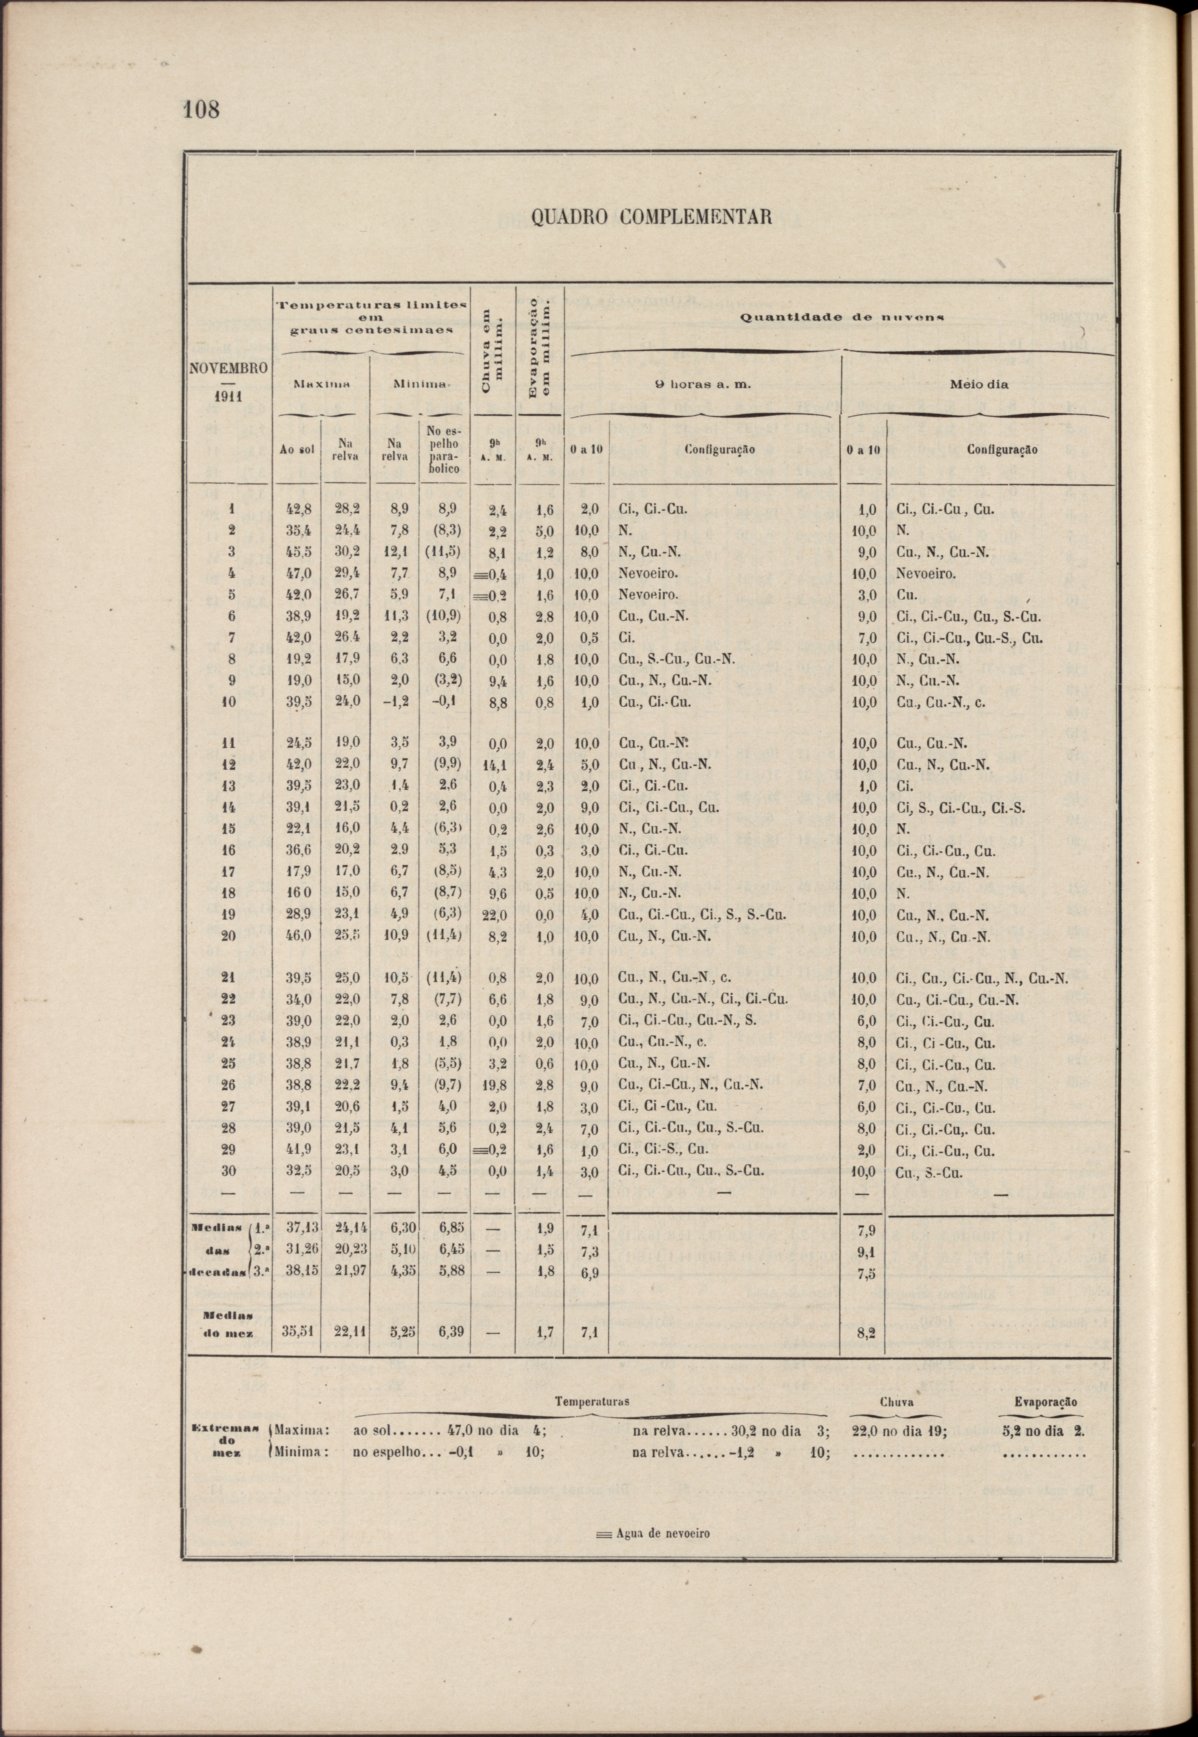 108
QUADRO COMPLEMENTAR
NOVEMBRO
—
1911
Temperaturas limites
em
graus centesimaes
Chuva em
millim.
Evaporação
em millim.
Quantidade de nuvens
Maxima Minima 9 horas a. m. Meio dia
Ao sol Na relva Na relva No espelho parabolico 9h A. M. 9h A. M. 0 a 10 Configuração 0 a 10 Configuração
1 42,8 28,2 8,9 8,9 2,4 1,6 2,0 Ci., Ci.-Cu. 1,0 Ci., Ci.-Cu , Cu.
2 35,4 24,4 7,8 (8,3) 2,2 5,0 10,0 N. 10,0 N.
3 45,5 30,2 12,1 (11,5) 8,1 1,2 8,0 N., Cu.-N. 9,0 Cu., N., Cu.-N.
4 47,0 29,4 7,7 8,9 ≡0,4 1,0 10,0 Nevoeiro. 10,0 Nevoeiro.
5 42,0 26,7 5,9 7,1 ≡0,2 1,6 10,0 Nevoeiro. 3,0 Cu.
6 38,9 19,2 11,3 (10,9) 0,8 2,8 10,0 Cu., Cu.-N. 9,0 Ci., Ci.-Cu., Cu., S.-Cu.
7 42,0 26,4 2,2 3,2 0,0 2,0 0,5 Ci. 7,0 Ci., Ci.-Cu., Cu.-S., Cu.
8 19,2 17,9 6,3 6,6 0,0 1,8 10,0 Cu., S.-Cu., Cu.-N. 10,0 N., Cu.-N.
9 19,0 15,0 2,0 (3,2) 9,4 1,6 10,0 Cu., N., Cu.-N. 10,0 N., Cu.-N.
10 39,5 24,0 -1,2 -0,1 8,8 0,8 1,0 Cu., Ci.-Cu. 10,0 Cu., Cu.-N., c.
11 24,5 19,0 3,5 3,9 0,0 2,0 10,0 Cu., Cu.-N. 10,0 Cu., Cu.-N.
12 42,0 22,0 9,7 (9,9) 14,1 2,4 5,0 Cu , N., Cu.-N. 10,0 Cu., N., Cu.-N.
13 39,5 23,0 1,4 2,6 0,4 2,3 2,0 Ci., Ci.-Cu. 1,0 Ci.
14 39,1 21,5 0,2 2,6 0,0 2,0 9,0 Ci., Ci.-Cu., Cu. 10,0 Ci, S., Ci.-Cu., Ci.-S.
15 22,1 16,0 4,4 (6,3) 0,2 2,6 10,0 N., Cu.-N. 10,0 N.
16 36,6 20,2 2,9 5,3 1,5 0,3 3,0 Ci., Ci.-Cu. 10,0 Ci., Ci.-Cu., Cu.
17 17,9 17,0 6,7 (8,5) 4,3 2,0 10,0 N., Cu.-N. 10,0 Cu., N., Cu.-N.
18 16 0 15,0 6,7 (8,7) 9,6 0,5 10,0 N., Cu.-N. 10,0 N.
19 28,9 23,1 4,9 (6,3) 22,0 0,0 4,0 Cu., Ci.-Cu., Ci., S., S.-Cu. 10,0 Cu., N., Cu.-N.
20 46,0 25,5 10,9 (11,4) 8,2 1,0 10,0 Cu., N., Cu.-N. 10,0 Cu., N., Cu.-N.
21 39,5 25,0 10,5 (11,4) 0,8 2,0 10,0 Cu., N., Cu.-N., c. 10,0 Ci., Cu., Ci.-Cu., N., Cu.-N.
22 34,0 22,0 7,8 (7,7) 6,6 1,8 9,0 Cu., N., Cu.-N., Ci., Ci.-Cu. 10,0 Cu., Ci.-Cu., Cu.-N.
23 39,0 22,0 2,0 2,6 0,0 1,6 7,0 Ci., Ci.-Cu., Cu.-N., S. 6,0 Ci., Ci.-Cu., Cu.
24 38,9 21,1 0,3 1,8 0,0 2,0 10,0 Cu., Cu.-N., c. 8,0 Ci., Ci -Cu., Cu.
25 38,8 21,7 1,8 (5,5) 3,2 0,6 10,0 Cu., N., Cu.-N. 8,0 Ci., Ci.-Cu., Cu.
26 38,8 22,2 9,4 (9,7) 19,8 2,8 9,0 Cu., Ci.-Cu., N., Cu.-N. 7,0 Cu., N., Cu.-N.
27 39,1 20,6 1,5 4,0 2,0 1,8 3,0 Ci., Ci -Cu., Cu. 6,0 Ci., Ci.-Cu., Cu.
28 39,0 21,5 4,1 5,6 0,2 2,4 7,0 Ci., Ci.-Cu., Cu., S.-Cu. 8,0 Ci., Ci.-Cu,. Cu.
29 41,9 23,1 3,1 6,0 ≡0,2 1,6 1,0 Ci., Ci.-S., Cu. 2,0 Ci., Ci.-Cu., Cu.
30 32,5 20,5 3,0 4,5 0,0 1,4 3,0 Ci., Ci.-Cu., Cu., S.-Cu. 10,0 Cu., S.-Cu.
— — — — — — — — — — —
Medias 1.ª 37,13 24,14 6,30 6,85 — 1,9 7,1 7,9
das 2.ª 31,26 20,23 5,10 6,45 — 1,5 7,3 9,1
decadas 3.ª 38,15 21,97 4,35 5,88 — 1,8 6,9 7,5
Medias
do mez 35,51 22,11 5,25 6,39 — 1,7 7,1 8,2
Temperaturas Chuva Evaporação
Extremas
do
mez
Maxima: ao sol....... 47,0 no dia 4; na relva...... 30,2 no dia 3; 22,0 no dia 19; 5,2 no dia 2.
Minima: no espelho... -0,1 » 10; na relva...... -1,2 » 10; ............. ............
≡ Agua de nevoeiro